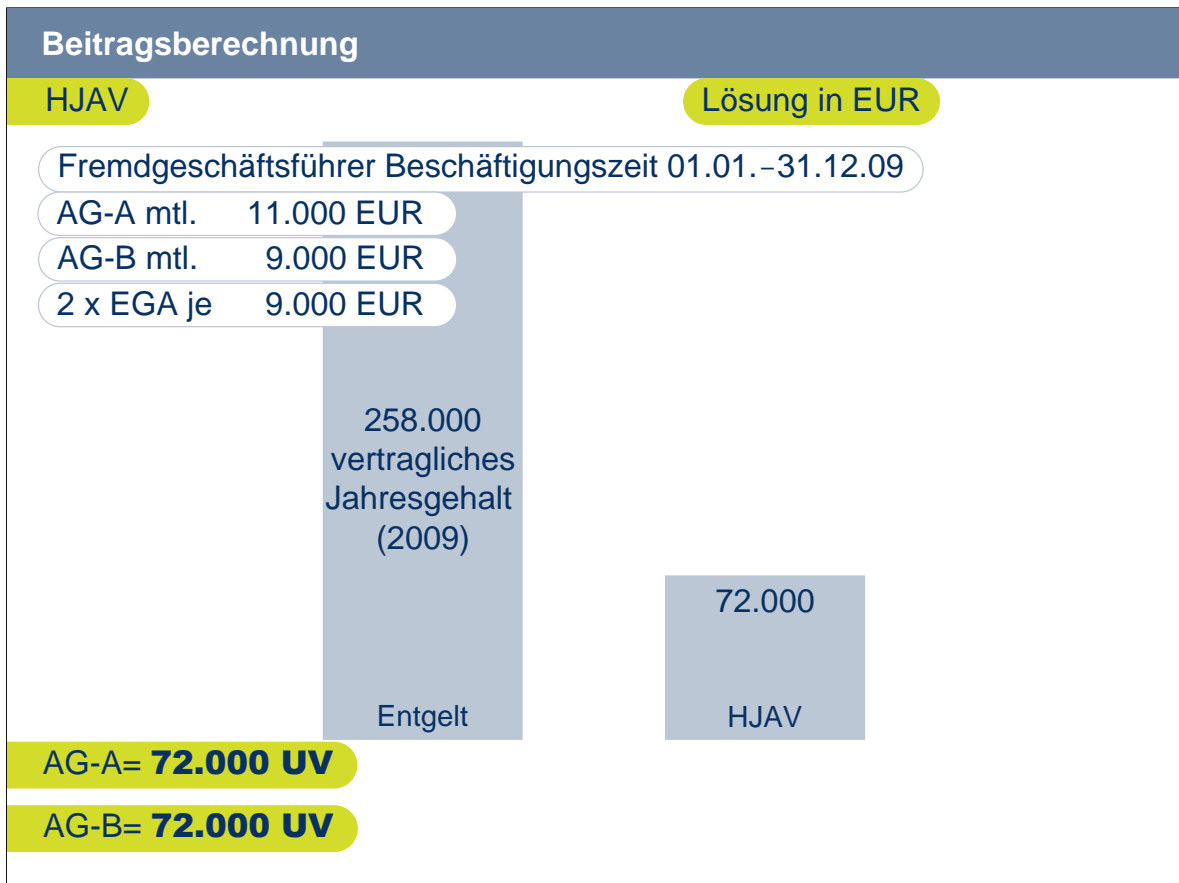 Beitragsberechnung
HJAV
Lösung in EUR
Fremdgeschäftsführer Beschäftigungszeit 01.01.–31.12.09
AG-A mtl. 11.000 EUR
AG-B mtl. 9.000 EUR
2 x EGA je 9.000 EUR
258.000
vertragliches
Jahresgehalt
(2009)
Entgelt
72.000
HJAV
AG-A= 72.000 UV
AG-B= 72.000 UV